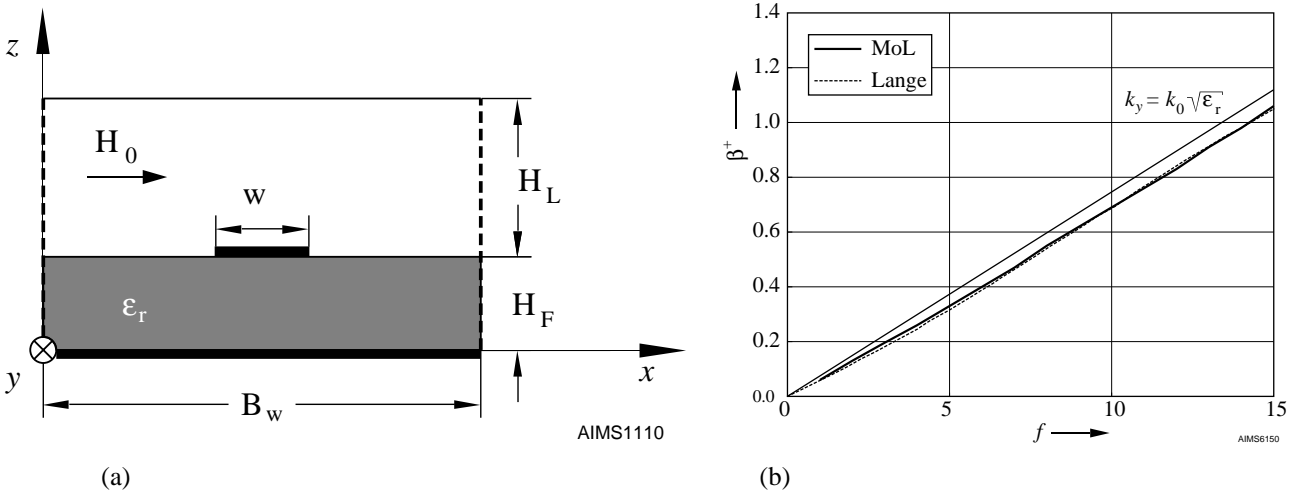 z
H0
w
HL
εr
HF
y
x
Bw
AIMS1110
(a)
1.4
1.2
1.0
0.8
0.6
0.4
0.2
0.0
β+
MoL
Lange
ky = k0 √εr
0
5
10
15
f
AIMS6150
(b)